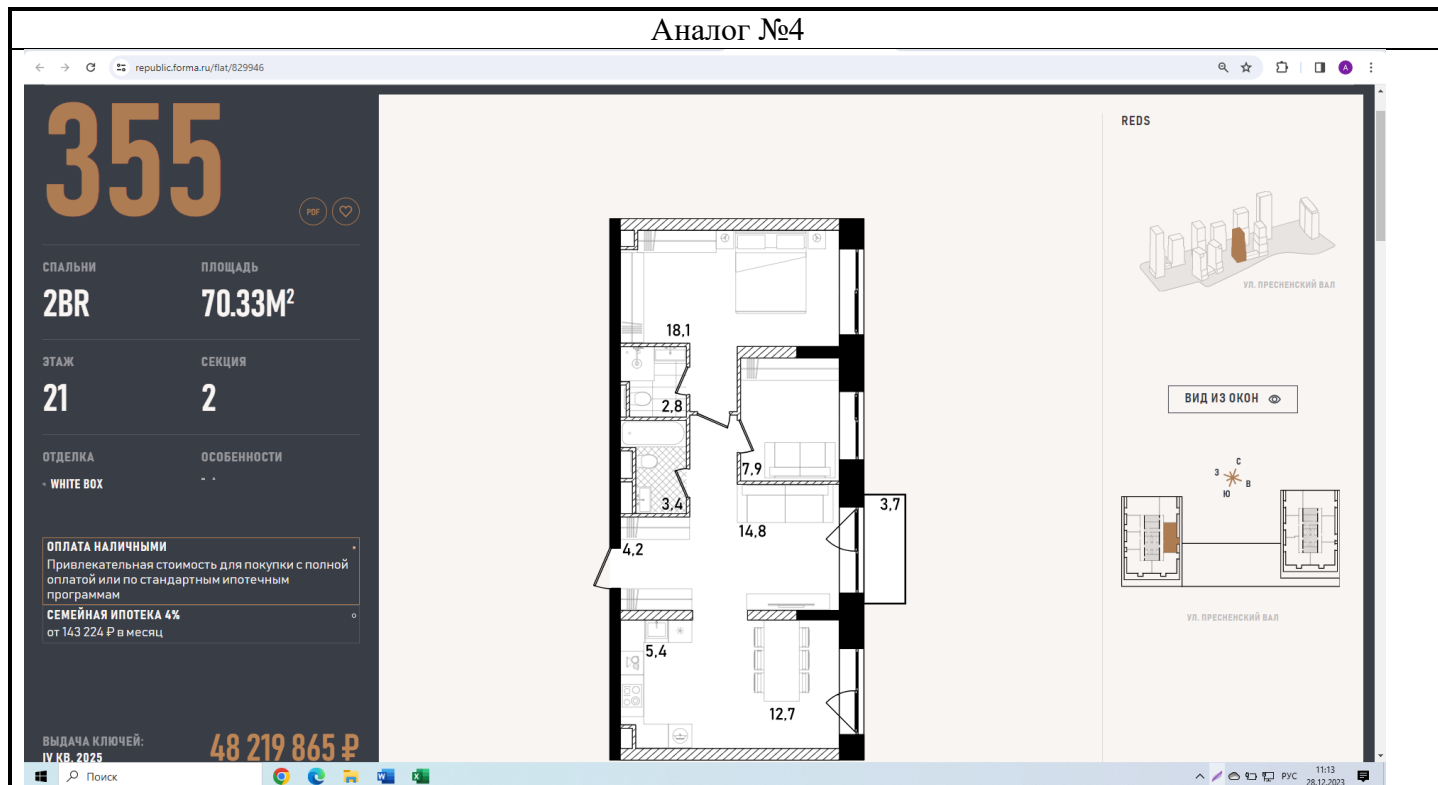 Аналог №4
republic.forma.ru/flat/829946
A
355
PDF
СПАЛЬНИ ПЛОЩАДЬ
2BR 70.33М²
ЭТАЖ СЕКЦИЯ
21 2
ОТДЕЛКА ОСОБЕННОСТИ
WHITE BOX
ОПЛАТА НАЛИЧНЫМИ
Привлекательная стоимость для покупки с полной
оплатой или по стандартным ипотечным
программам
СЕМЕЙНАЯ ИПОТЕКА 4%
от 143 224 ₽ в месяц
ВЫДАЧА КЛЮЧЕЙ:
IV КВ. 2025
48 219 865 ₽
18,1
2,8
7,9
3,4
14,8
3,7
4,2
5,4
12,7
REDS
УЛ. ПРЕСНЕНСКИЙ ВАЛ
ВИД ИЗ ОКОН
С
З
В
Ю
УЛ. ПРЕСНЕНСКИЙ ВАЛ
Поиск
РУС
11:13
28.12.2023